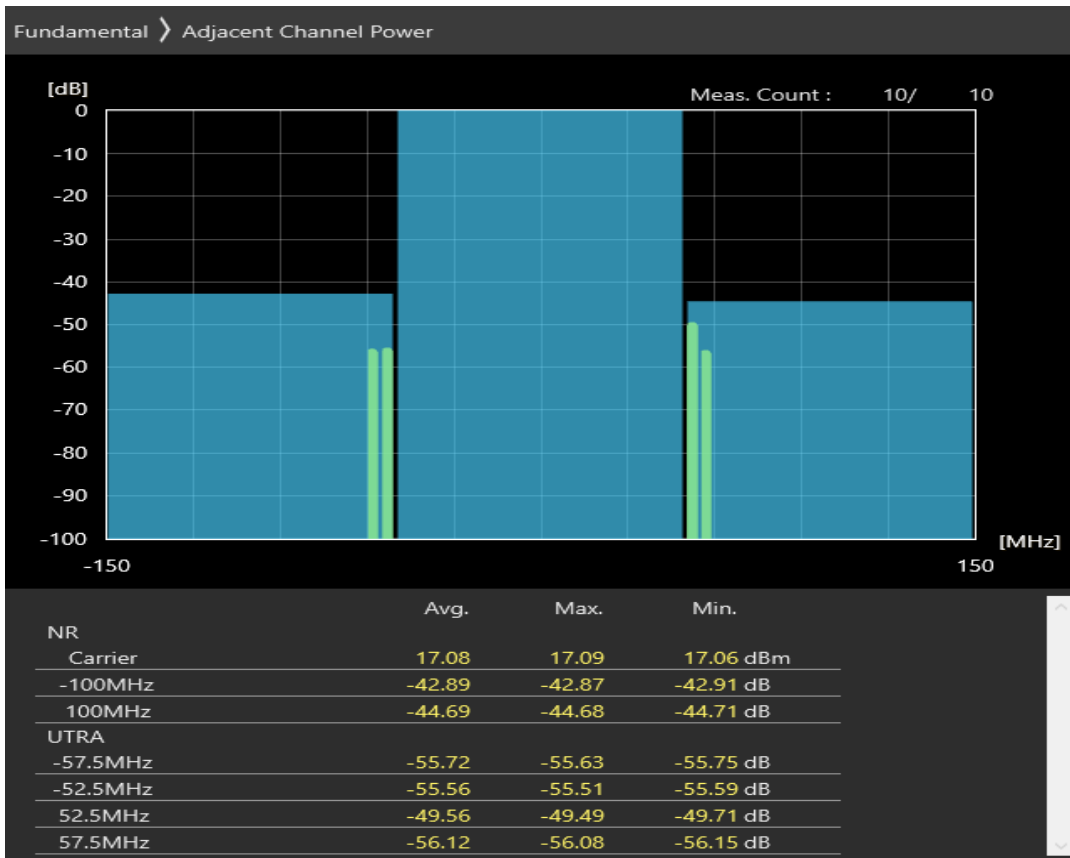 Fundamental 〉 Adjacent Channel Power
[dB]
Meas. Count : 10/ 10
0
-10
-20
-30
-40
-50
-60
-70
-80
-90
-100
[MHz]
-150 150
Avg. Max. Min.
NR
Carrier 17.08 17.09 17.06 dBm
-100MHz -42.89 -42.87 -42.91 dB
100MHz -44.69 -44.68 -44.71 dB
UTRA
-57.5MHz -55.72 -55.63 -55.75 dB
-52.5MHz -55.56 -55.51 -55.59 dB
52.5MHz -49.56 -49.49 -49.71 dB
57.5MHz -56.12 -56.08 -56.15 dB